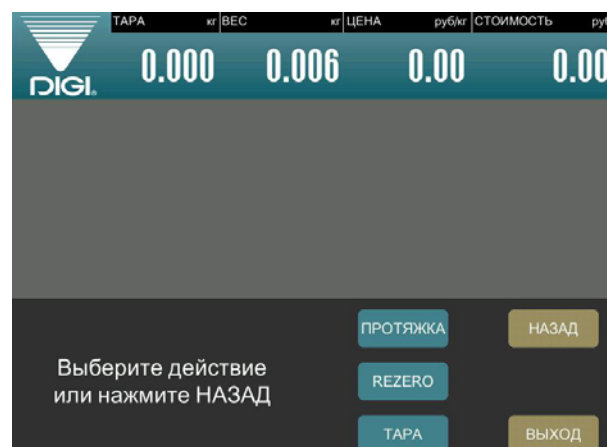 ТАРА кг ВЕС кг ЦЕНА руб/кг СТОИМОСТЬ
0.000 0.006 0.00 0.00
DIGI.
ПРОТЯЖКА НАЗАД
Выберите действие
или нажмите НАЗАД
REZERO
ТАРА ВЫХОД